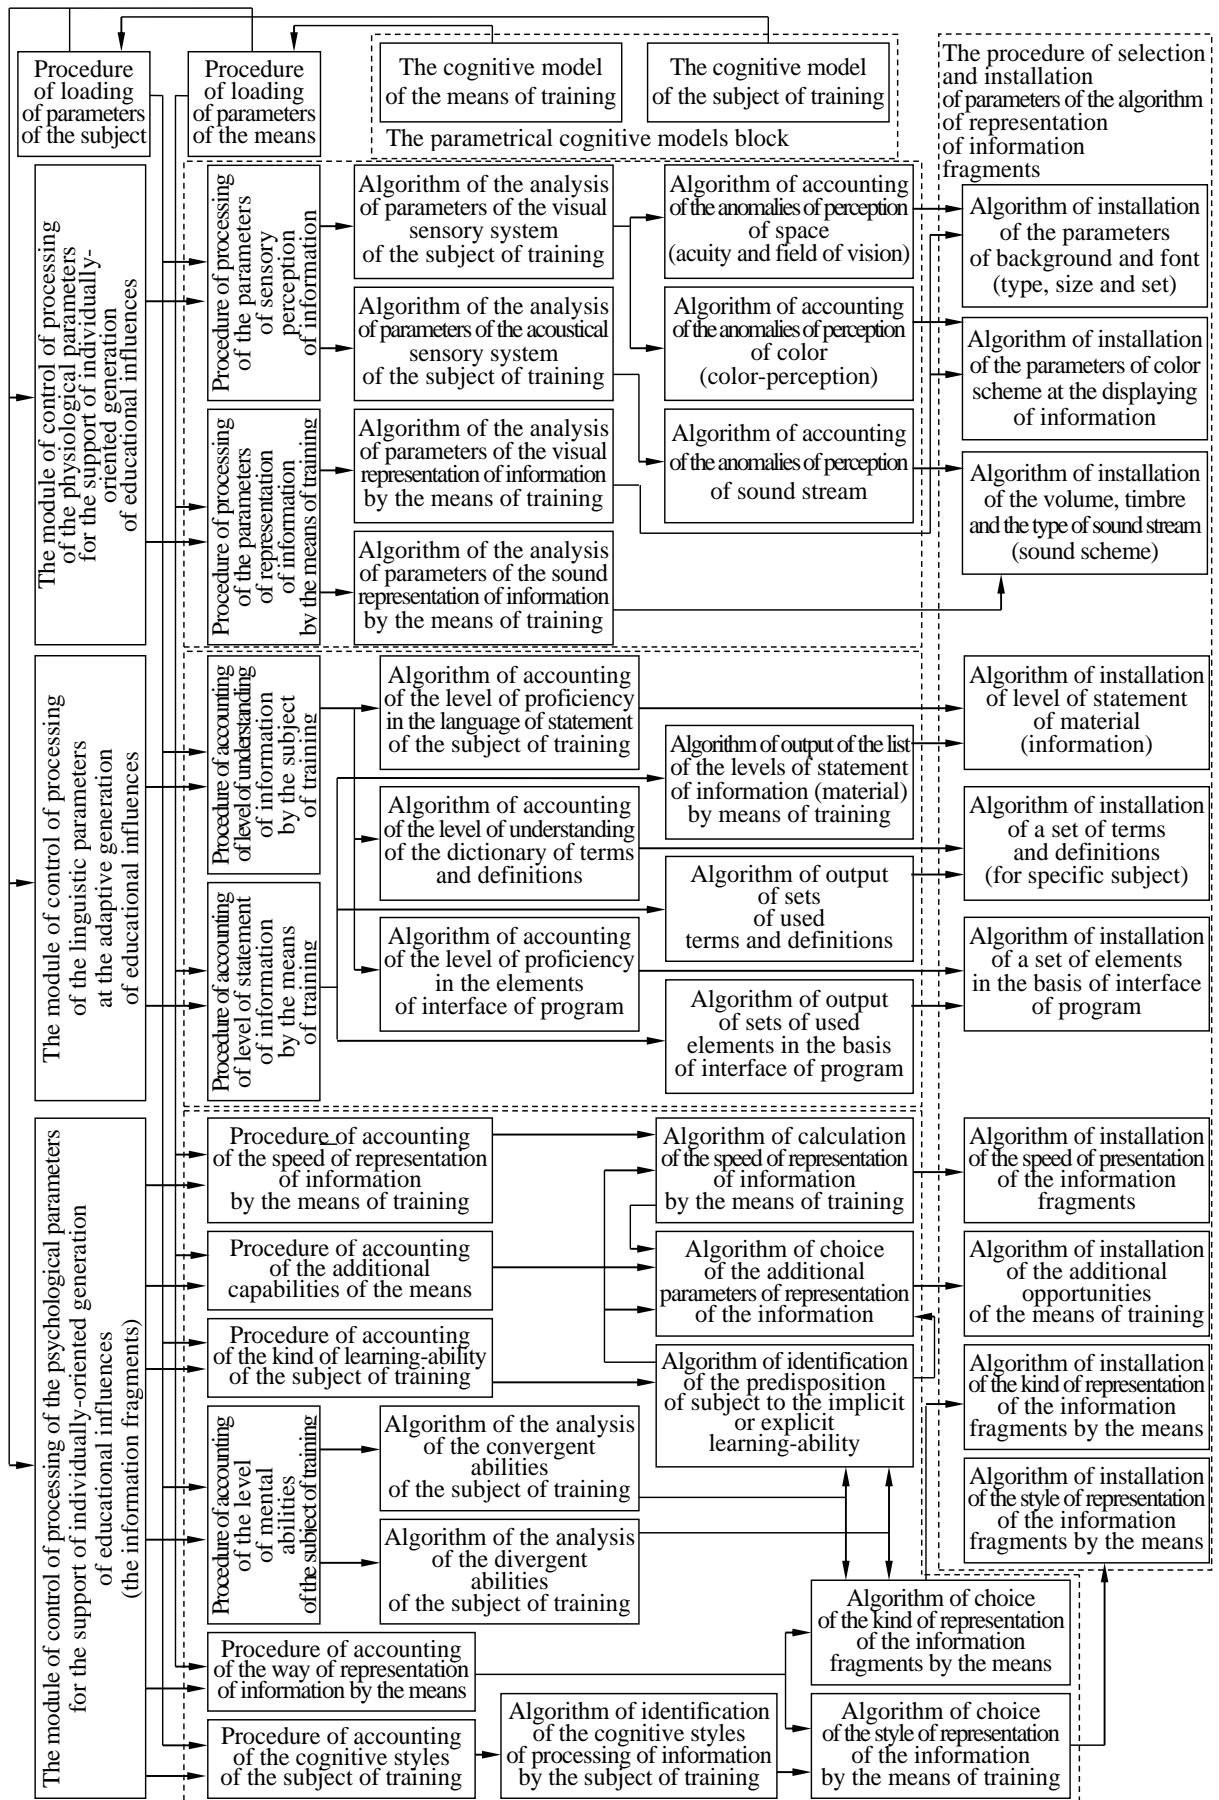 Procedure
of loading
of parameters
of the subject
Procedure
of loading
of parameters
of the means
The cognitive model
of the means of training
The cognitive model
of the subject of training
The parametrical cognitive models block
The procedure of selection
and installation
of parameters of the algorithm
of representation
of information
fragments
The module of control of processing
of the physiological parameters
for the support of individually-
oriented generation
of educational influences
Procedure of processing
of the parameters
of sensory
perception
of information
Algorithm of the analysis
of parameters of the visual
sensory system
of the subject of training
Algorithm of accounting
of the anomalies of perception
of space
(acuity and field of vision)
Algorithm of installation
of the parameters
of background and font
(type, size and set)
Algorithm of the analysis
of parameters of the acoustical
sensory system
of the subject of training
Algorithm of accounting
of the anomalies of perception
of color
(color-perception)
Algorithm of installation
of the parameters of color
scheme at the displaying
of information
Procedure of processing
of the parameters
of representation
of information
by the means of training
Algorithm of the analysis
of parameters of the visual
representation of information
by the means of training
Algorithm of accounting
of the anomalies of perception
of sound stream
Algorithm of installation
of the volume, timbre
and the type of sound stream
(sound scheme)
Algorithm of the analysis
of parameters of the sound
representation of information
by the means of training
The module of control of processing
of the linguistic parameters
at the adaptive generation
of educational influences
Procedure of accounting
of level of understanding
of information
by the subject
of training
Algorithm of accounting
of the level of proficiency
in the language of statement
of the subject of training
Algorithm of installation
of level of statement
of material
(information)
Algorithm of output of the list
of the levels of statement
of information (material)
by means of training
Algorithm of accounting
of the level of understanding
of the dictionary of terms
and definitions
Algorithm of installation
of a set of terms
and definitions
(for specific subject)
Procedure of accounting
of level of statement
of information
by the means
of training
Algorithm of output
of sets
of used
terms and definitions
Algorithm of accounting
of the level of proficiency
in the elements
of interface of program
Algorithm of installation
of a set of elements
in the basis of interface
of program
Algorithm of output
of sets of used
elements in the basis
of interface of program
The module of control of processing of the psychological parameters
for the support of individually-oriented generation
of educational influences
(the information fragments)
Procedure of accounting
of the speed of representation
of information
by the means of training
Algorithm of calculation
of the speed of representation
of information
by the means of training
Algorithm of installation
of the speed of presentation
of the information
fragments
Procedure of accounting
of the additional
capabilities of the means
Algorithm of choice
of the additional
parameters of representation
of the information
Algorithm of installation
of the additional
opportunities
of the means of training
Procedure of accounting
of the kind of learning-ability
of the subject of training
Algorithm of identification
of the predisposition
of subject to the implicit
or explicit
learning-ability
Algorithm of installation
of the kind of representation
of the information
fragments by the means
Procedure of accounting
of the level
of mental
abilities
of the subject of training
Algorithm of the analysis
of the convergent
abilities
of the subject of training
Algorithm of installation
of the style of representation
of the information
fragments by the means
Algorithm of the analysis
of the divergent
abilities
of the subject of training
Algorithm of choice
of the kind of representation
of the information
fragments by the means
Procedure of accounting
of the way of representation
of information by the means
Procedure of accounting
of the cognitive styles
of the subject of training
Algorithm of identification
of the cognitive styles
of processing of information
by the subject of training
Algorithm of choice
of the style of representation
of the information
by the means of training